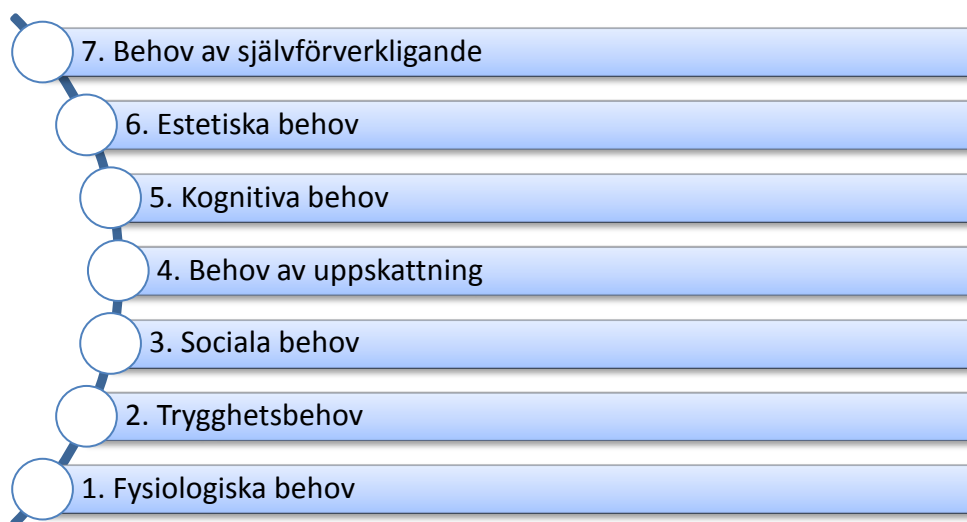 7. Behov av självförverkligande
6. Estetiska behov
5. Kognitiva behov
4. Behov av uppskattning
3. Sociala behov
2. Trygghetsbehov
1. Fysiologiska behov